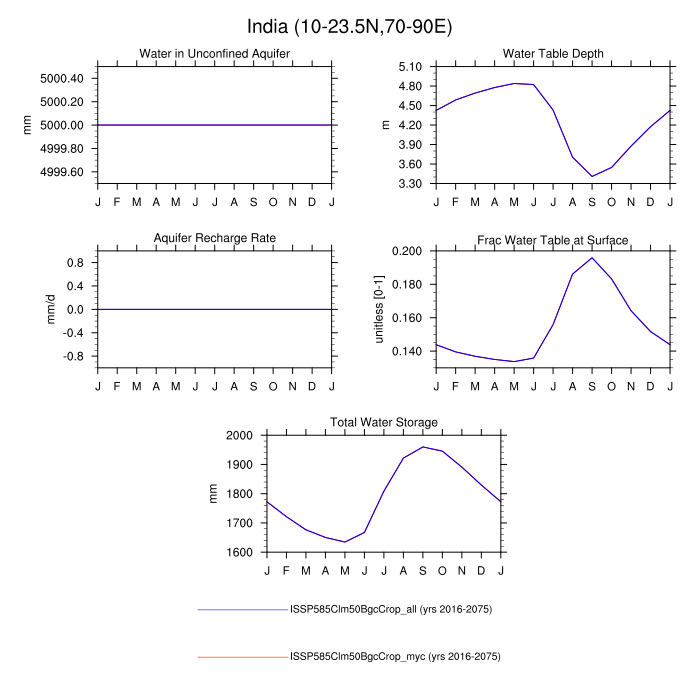 India (10-23.5N,70-90E)
Water in Unconfined Aquifer
5000.40
5000.20
5000.00
4999.80
4999.60
mm
J F M A M J J A S O N D J
Water Table Depth
5.10
4.80
4.50
4.20
3.90
3.60
3.30
m
J F M A M J J A S O N D J
Aquifer Recharge Rate
0.8
0.4
0.0
-0.4
-0.8
mm/d
J F M A M J J A S O N D J
Frac Water Table at Surface
0.200
0.180
0.160
0.140
unitless [0-1]
J F M A M J J A S O N D J
Total Water Storage
2000
1900
1800
1700
1600
mm
J F M A M J J A S O N D J
ISSP585Clm50BgcCrop_all (yrs 2016-2075)
ISSP585Clm50BgcCrop_myc (yrs 2016-2075)